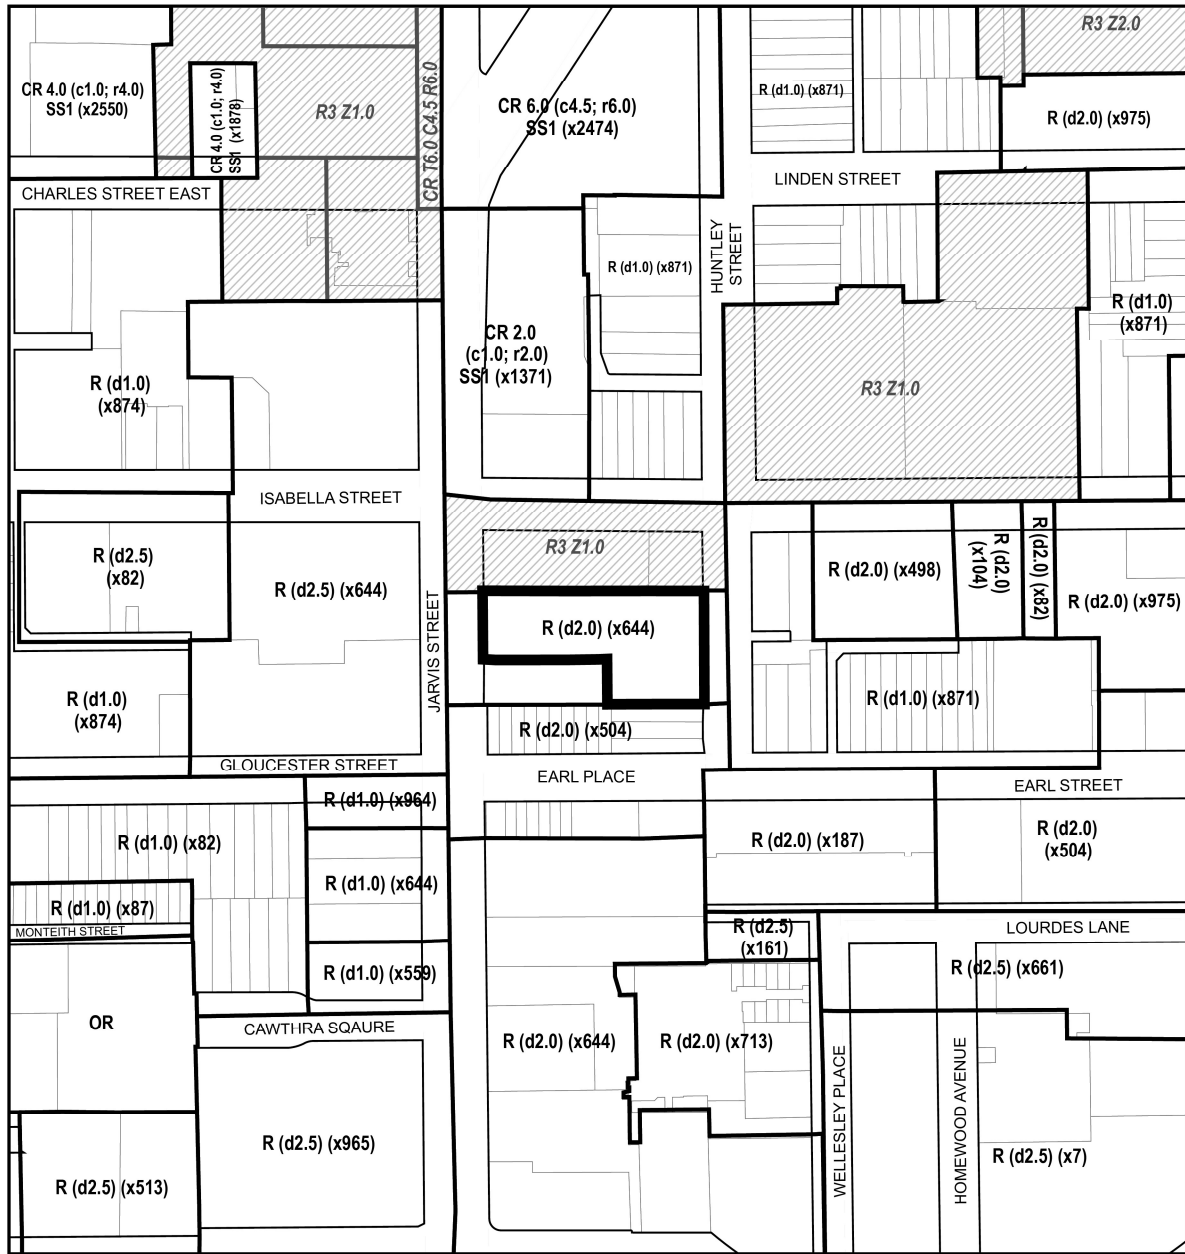 R3 Z2.0
CR 4.0 (c1.0; r4.0)
SS1 (x2550)
CR 4.0 (c1.0; r4.0)
SS1 (x1878)
R3 Z1.0
CR T6.0 C4.5 R6.0
CR 6.0 (c4.5; r6.0)
SS1 (x2474)
R (d1.0) (x871)
R (d2.0) (x975)
CHARLES STREET EAST
LINDEN STREET
HUNTLEY
STREET
R (d1.0) (x871)
R (d1.0)
(x871)
CR 2.0
(c1.0; r2.0)
SS1 (x1371)
R (d1.0)
(x874)
R3 Z1.0
ISABELLA STREET
R (d2.5)
(x82)
R (d2.5) (x644)
R3 Z1.0
R (d2.0) (x498)
R (d2.0)
(x104)
R (d2.0) (x82)
R (d2.0) (x975)
JARVIS STREET
R (d2.0) (x644)
R (d1.0)
(x874)
R (d1.0) (x871)
R (d2.0) (x504)
GLOUCESTER STREET
EARL PLACE
EARL STREET
R (d1.0) (x964)
R (d1.0) (x82)
R (d2.0) (x187)
R (d2.0)
(x504)
R (d1.0) (x644)
R (d1.0) (x87)
MONTEITH STREET
R (d2.5)
(x161)
LOURDES LANE
R (d1.0) (x559)
R (d2.5) (x661)
OR
CAWTHRA SQAURE
R (d2.0) (x644)
R (d2.0) (x713)
WELLESLEY PLACE
HOMEWOOD AVENUE
R (d2.5) (x965)
R (d2.5) (x7)
R (d2.5) (x513)